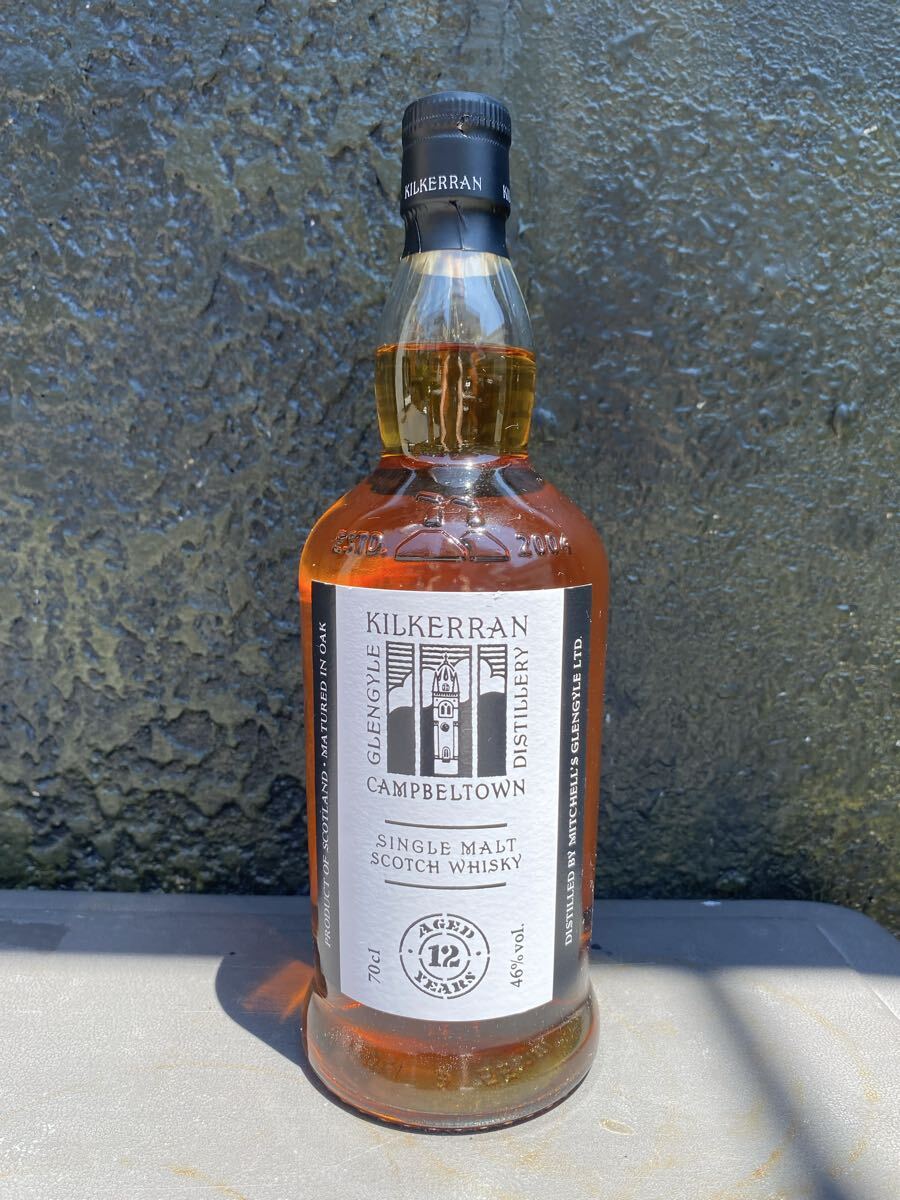 KILKERRAN
ESTD. 2004
KILKERRAN
GLENGYLE
DISTILLERY
CAMPBELTOWN
SINGLE MALT
SCOTCH WHISKY
AGED
12
YEARS
70cl
46%vol.
PRODUCT OF SCOTLAND • MATURED IN OAK
DISTILLED BY MITCHELL'S GLENGYLE LTD.